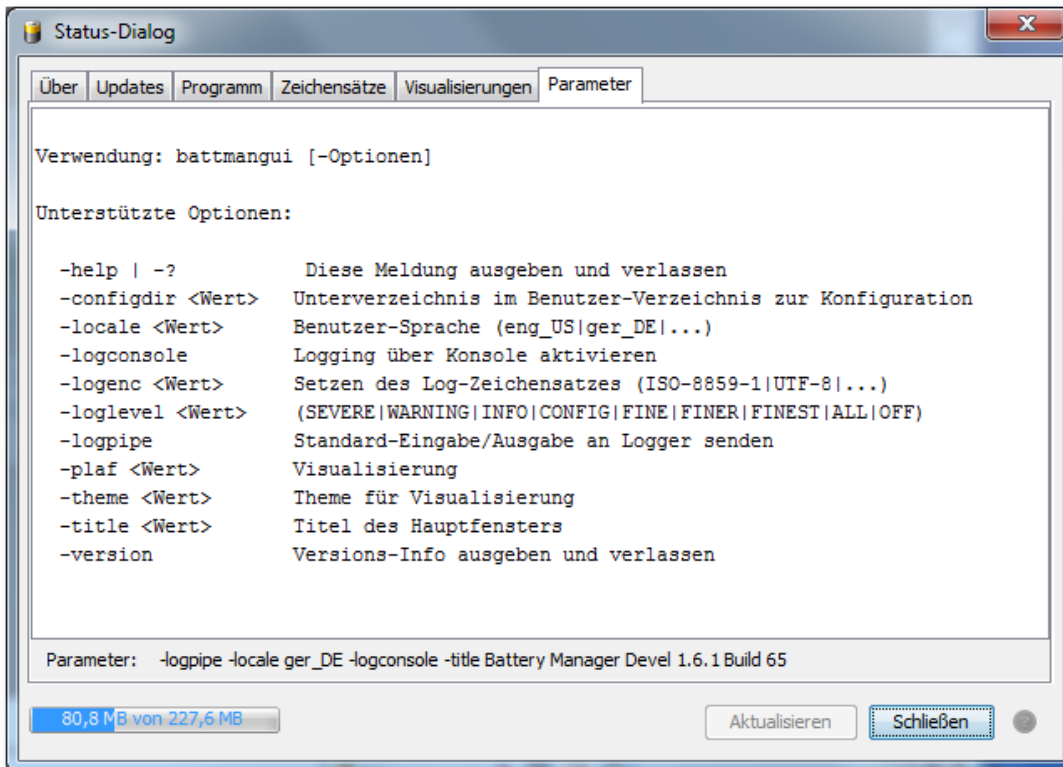 Status-Dialog
Über Updates Programm Zeichensätze Visualisierungen Parameter
Verwendung: battmangui [-Optionen]
Unterstützte Optionen:
-help | -? Diese Meldung ausgeben und verlassen
-configdir <Wert> Unterverzeichnis im Benutzer-Verzeichnis zur Konfiguration
-locale <Wert> Benutzer-Sprache (eng_US|ger_DE|...)
-logconsole Logging über Konsole aktivieren
-logenc <Wert> Setzen des Log-Zeichensatzes (ISO-8859-1|UTF-8|...)
-loglevel <Wert> (SEVERE|WARNING|INFO|CONFIG|FINE|FINER|FINEST|ALL|OFF)
-logpipe Standard-Eingabe/Ausgabe an Logger senden
-plaf <Wert> Visualisierung
-theme <Wert> Theme für Visualisierung
-title <Wert> Titel des Hauptfensters
-version Versions-Info ausgeben und verlassen
Parameter: -logpipe -locale ger_DE -logconsole -title Battery Manager Devel 1.6.1 Build 65
80,8 MB von 227,6 MB Aktualisieren Schließen ?